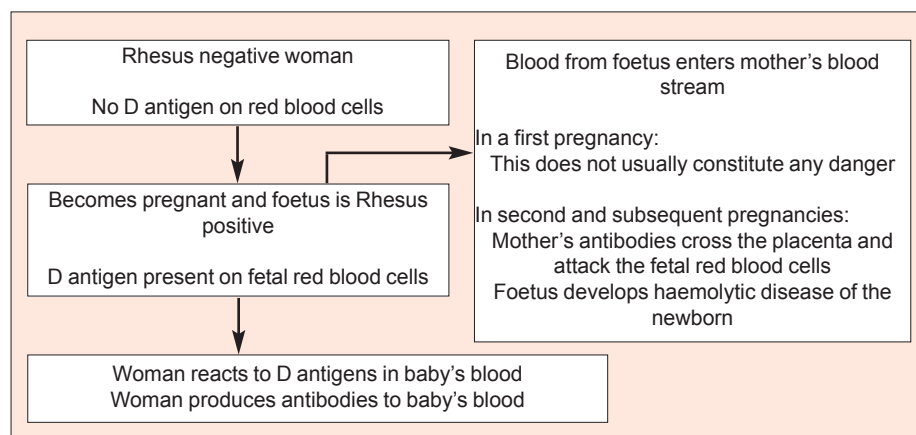 Rhesus negative woman
No D antigen on red blood cells
Becomes pregnant and foetus is Rhesus
positive
D antigen present on fetal red blood cells
Woman reacts to D antigens in baby’s blood
Woman produces antibodies to baby’s blood
Blood from foetus enters mother’s blood
stream
In a first pregnancy:
This does not usually constitute any danger
In second and subsequent pregnancies:
Mother’s antibodies cross the placenta and
attack the fetal red blood cells
Foetus develops haemolytic disease of the
newborn